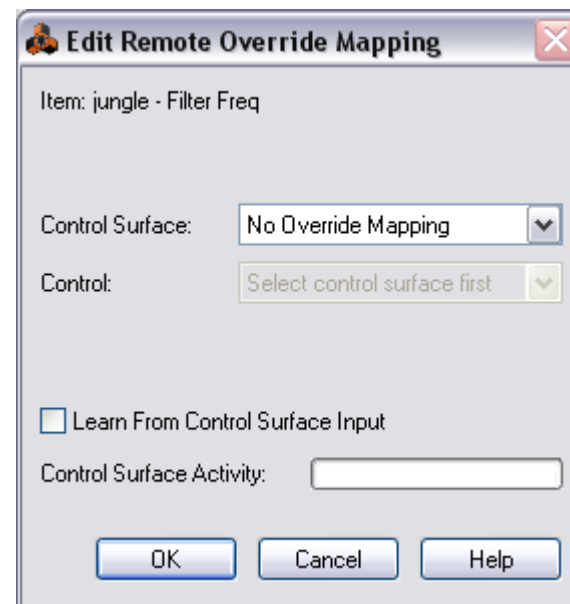 Edit Remote Override Mapping
Item: jungle - Filter Freq
Control Surface: No Override Mapping
Control: Select control surface first
Learn From Control Surface Input
Control Surface Activity:
OK Cancel Help